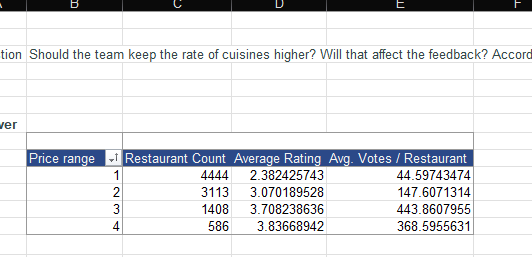 B C D E F
tion Should the team keep the rate of cuisines higher? Will that affect the feedback? Accord
wer
Price range Restaurant Count Average Rating Avg. Votes / Restaurant
1 4444 2.382425743 44.59743474
2 3113 3.070189528 147.6071314
3 1408 3.708238636 443.8607955
4 586 3.83668942 368.5955631